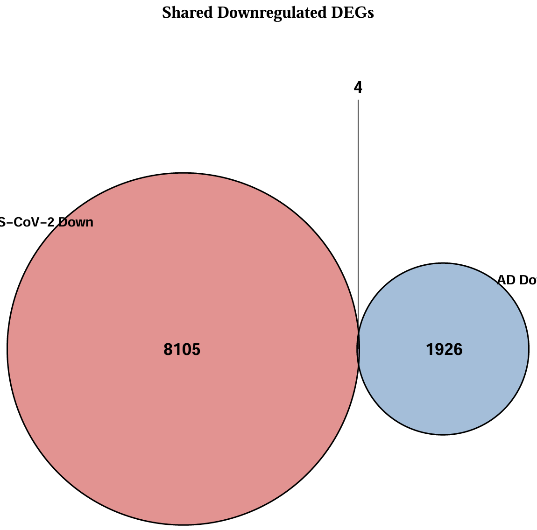 Shared Downregulated DEGs
4
S−CoV−2 Down
AD Do
8105
1926